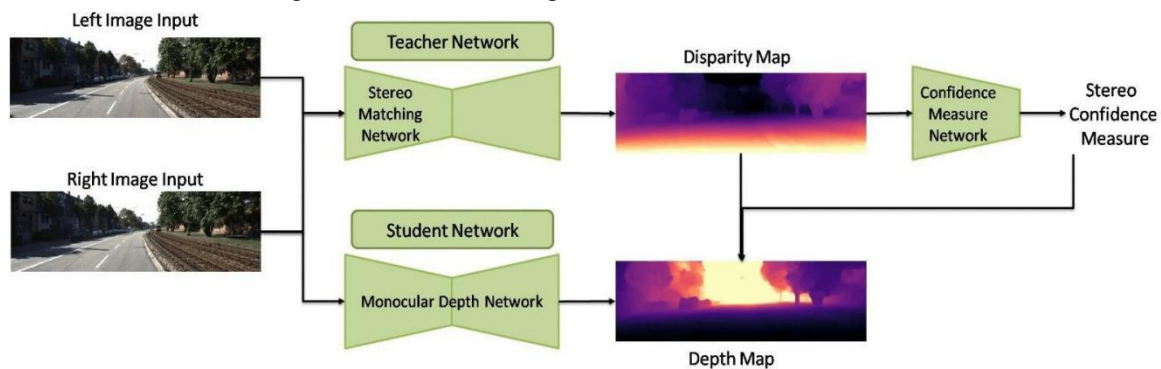 Left Image Input
Teacher Network
Stereo
Matching
Network
Disparity Map
Confidence
Measure
Network
Stereo
Confidence
Measure
Right Image Input
Student Network
Monocular Depth Network
Depth Map